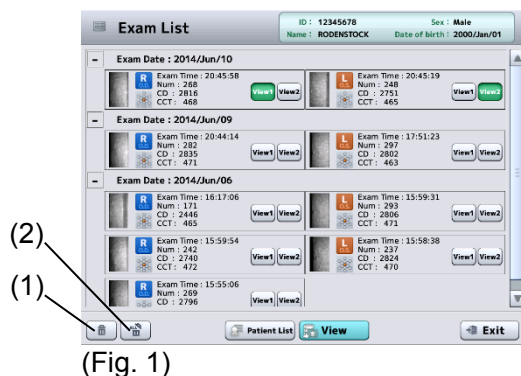 Exam List
ID : 12345678 Sex : Male
Name : RODENSTOCK Date of birth : 2000/Jan/01
- Exam Date : 2014/Jun/10
R O.D. Exam Time : 20:45:58 L O.S. Exam Time : 20:45:19
Num : 268 Num : 248
CD : 2816 View1 View2 CD : 2751 View1 View2
CCT : 468 CCT : 465
- Exam Date : 2014/Jun/09
R O.D. Exam Time : 20:44:14 L O.S. Exam Time : 17:51:23
Num : 282 Num : 297
CD : 2835 View1 View2 CD : 2802 View1 View2
CCT : 471 CCT : 463
- Exam Date : 2014/Jun/06
R O.D. Exam Time : 16:17:06 L O.S. Exam Time : 15:59:31
Num : 171 Num : 293
CD : 2446 View1 View2 CD : 2806 View1 View2
CCT : 465 CCT : 471
R O.D. Exam Time : 15:59:54 L O.S. Exam Time : 15:58:38
Num : 242 Num : 237
CD : 2740 View1 View2 CD : 2824 View1 View2
CCT : 472 CCT : 470
R O.D. Exam Time : 15:55:06
Num : 269
CD : 2796 View1 View2
(2)
(1)
Patient List View Exit
(Fig. 1)